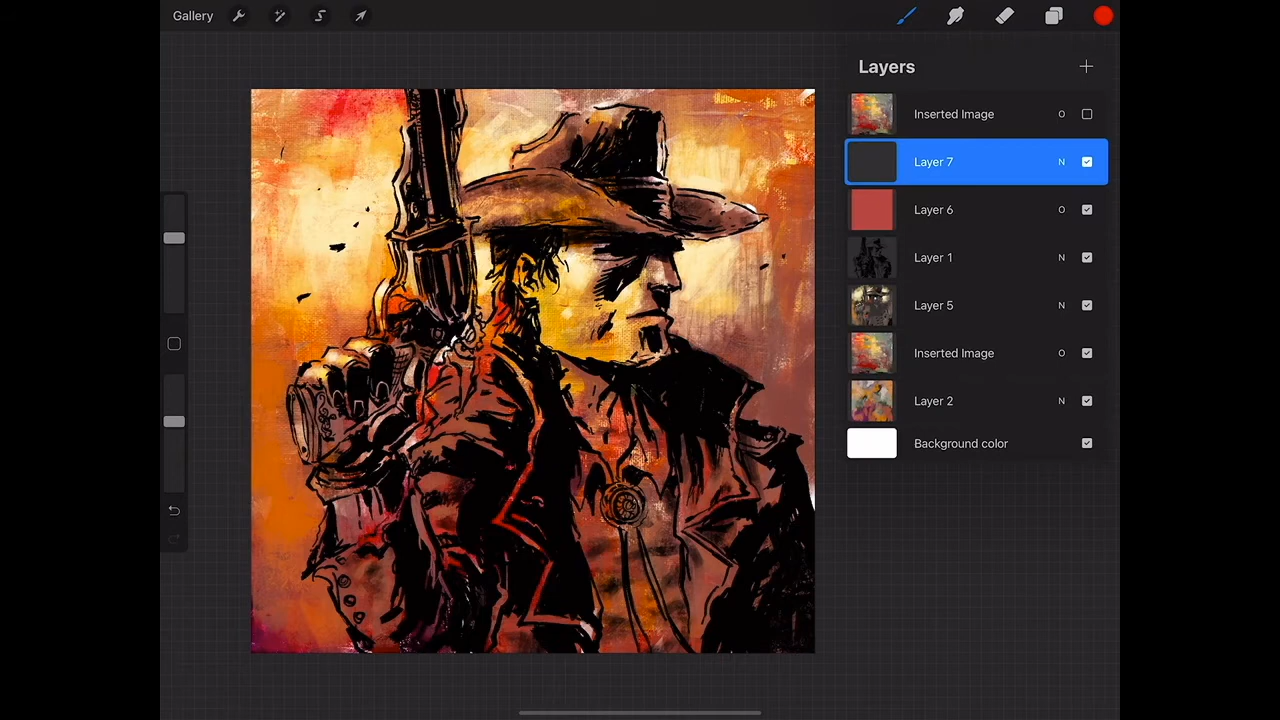 Gallery
Layers
Inserted Image O
Layer 7 N
Layer 6 O
Layer 1 N
Layer 5 N
Inserted Image O
Layer 2 N
Background color